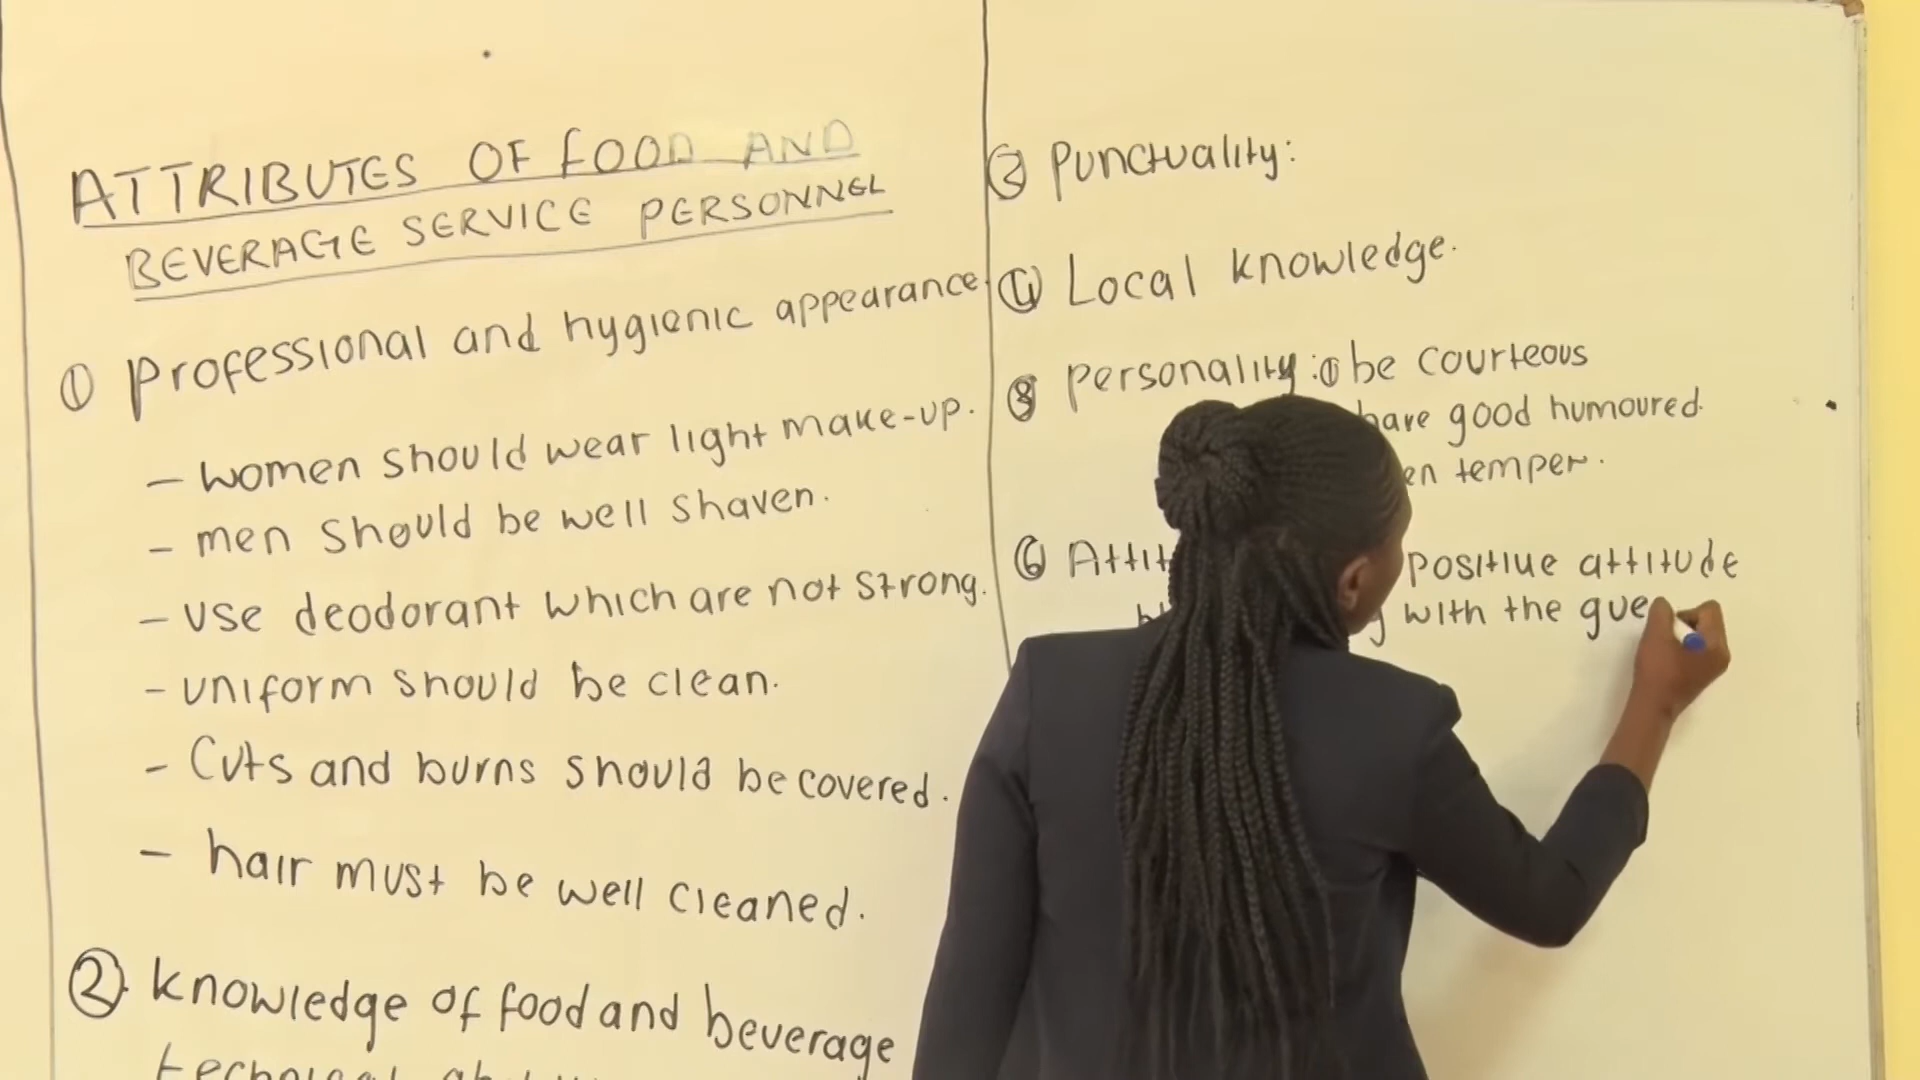 ATTRIBUTES OF FOOD AND
BEVERAGE SERVICE PERSONNEL
① Professional and hygienic appearance
- women should wear light make-up.
- men should be well shaven.
- use deodorant which are not strong.
- uniform should be clean.
- Cuts and burns should be covered.
- hair must be well cleaned.
② Knowledge of food and beverage
③ Punctuality:
④ Local knowledge.
Personality: ① be courteous
have good humoured.
temper.
⑥ positive attitude
with the